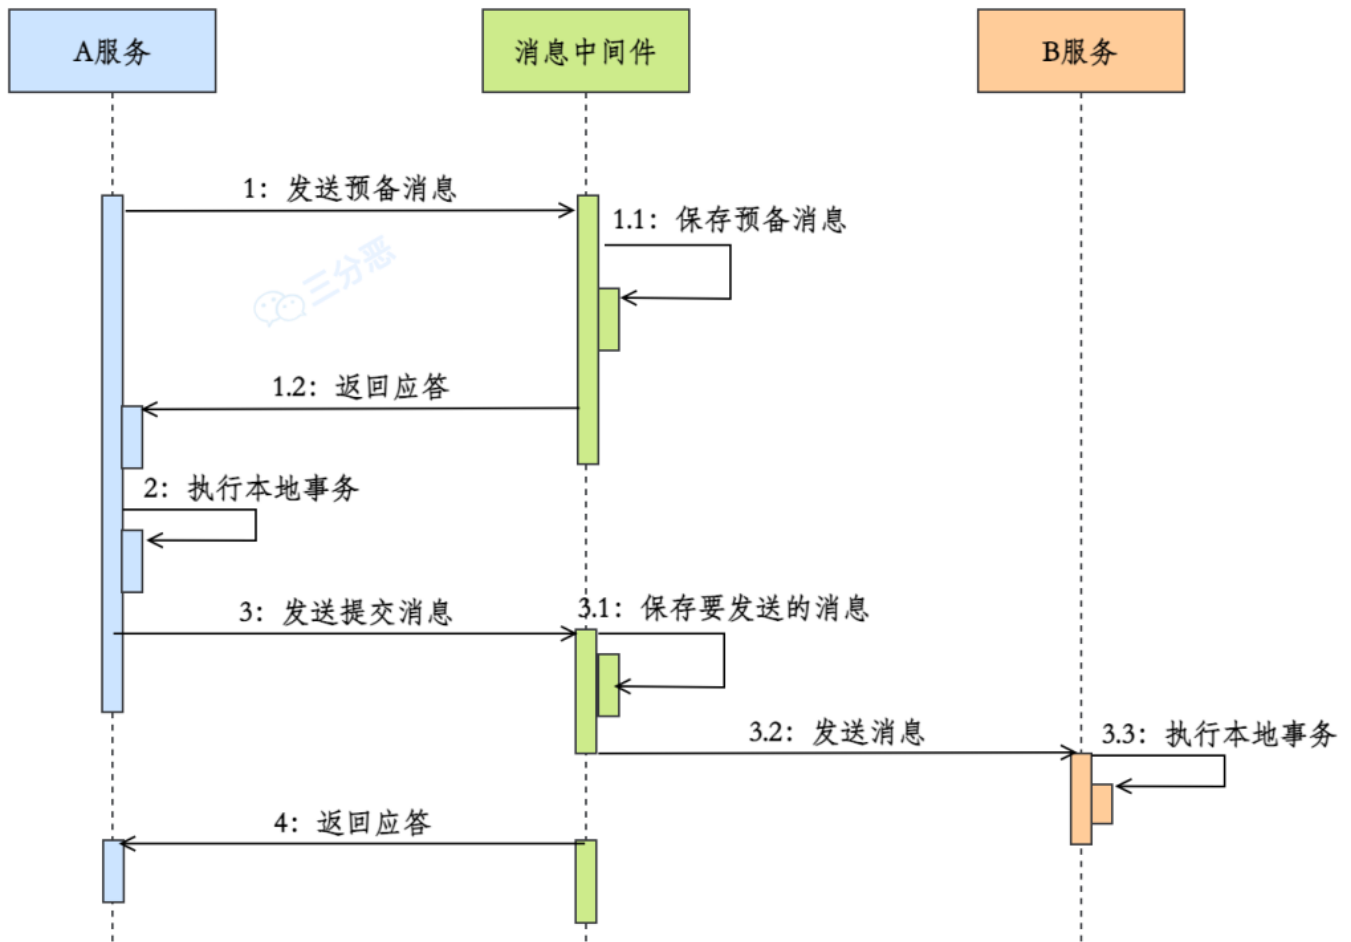 A服务
消息中间件
B服务
1：发送预备消息
1.1：保存预备消息
三分恶
1.2：返回应答
2：执行本地事务
3：发送提交消息
3.1：保存要发送的消息
3.2：发送消息
3.3：执行本地事务
4：返回应答